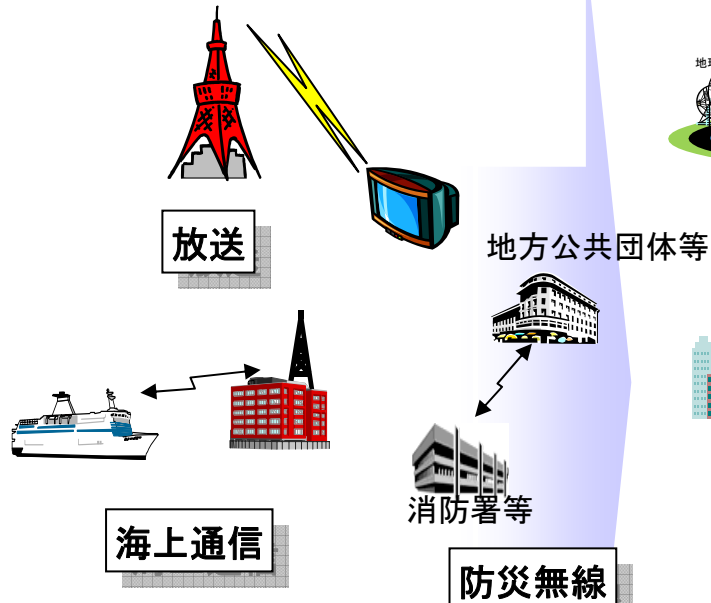 放送
地方公共団体等
消防署等
海上通信
防災無線